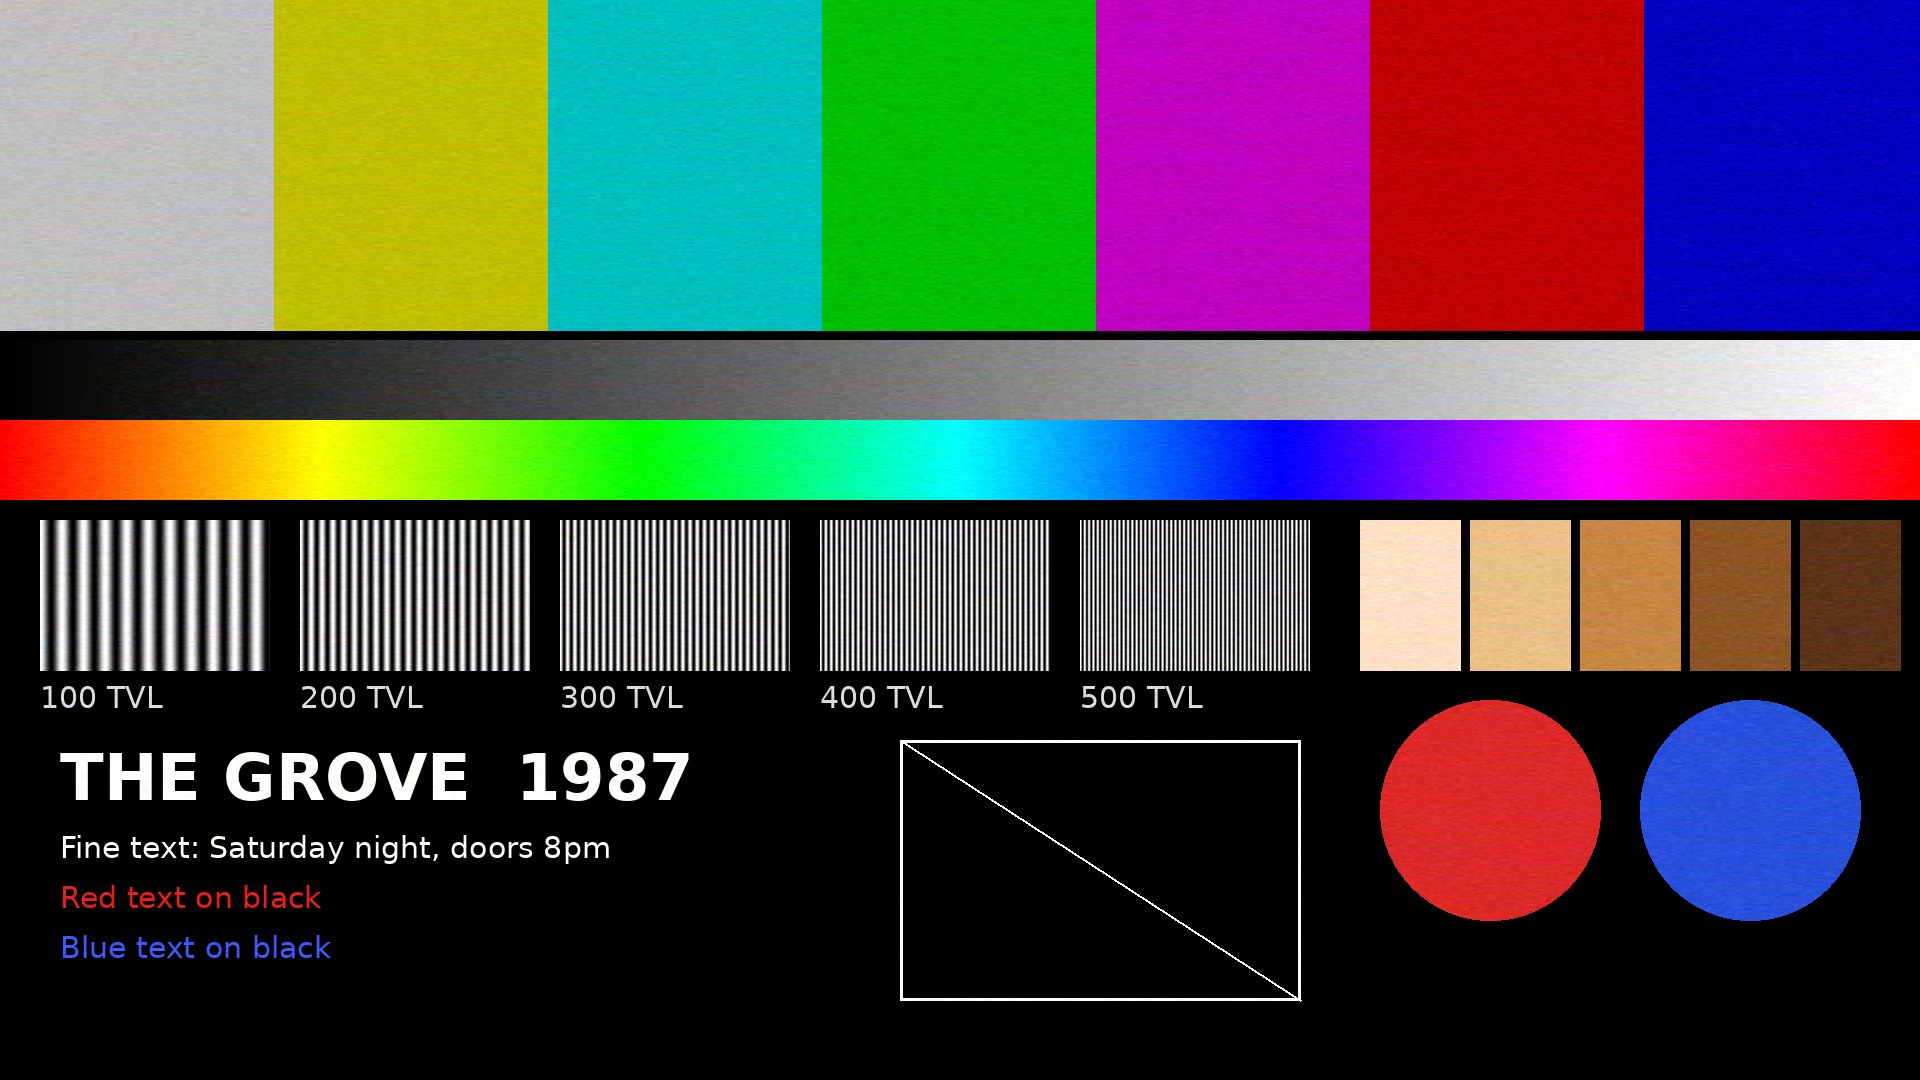 100 TVL 200 TVL 300 TVL 400 TVL 500 TVL
THE GROVE  1987
Fine text: Saturday night, doors 8pm
Red text on black
Blue text on black